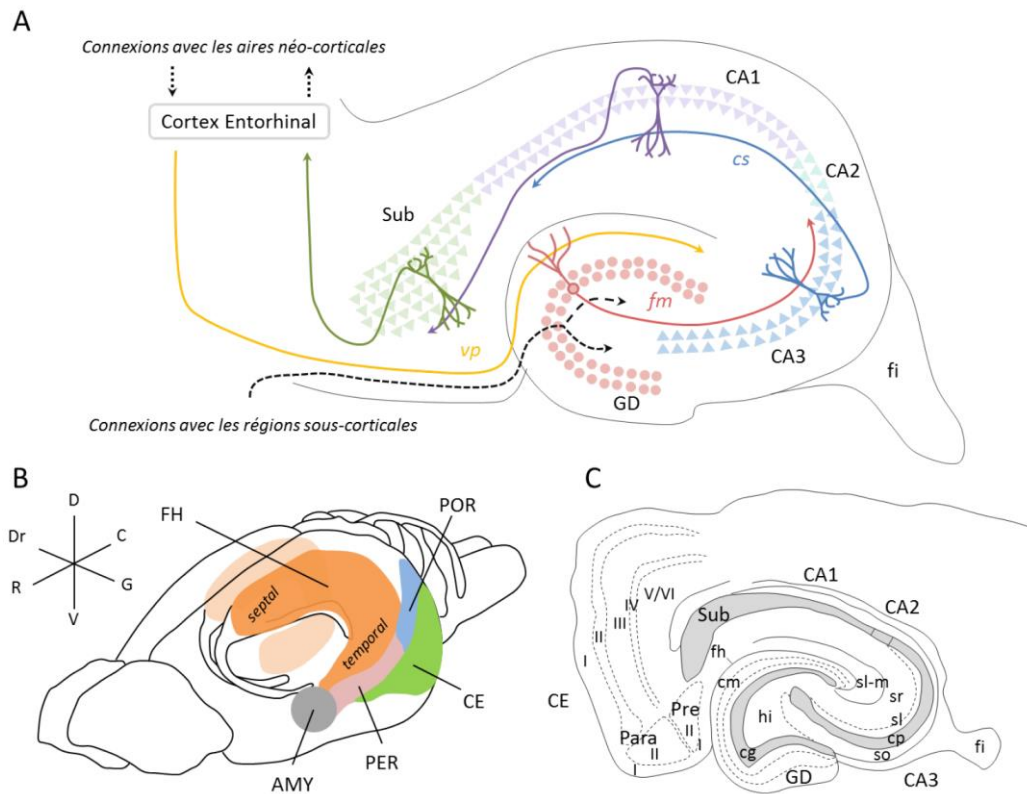 A
Connexions avec les aires néo-corticales
Cortex Entorhinal
CA1
cs
CA2
Sub
fm
vp
CA3
fi
GD
Connexions avec les régions sous-corticales
B
D
Dr
C
R
G
V
FH
POR
septal
temporal
CE
PER
AMY
C
CA1
CA2
V/VI
IV
III
II
I
Sub
fh
cm
sl-m
sr
CE
Pre
hi
sl
Para
II
I
cp
II
cg
so
fi
I
GD
CA3